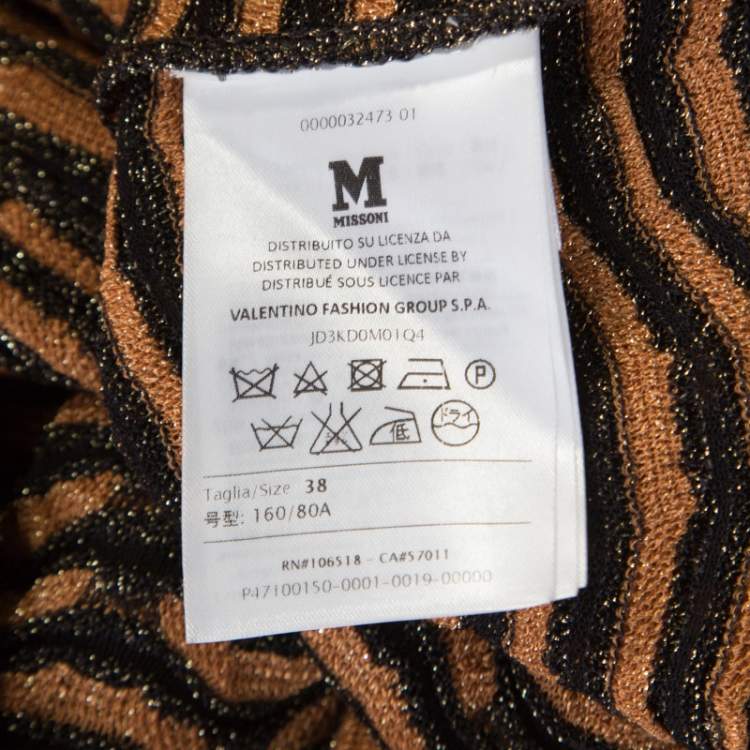 0000032473 01
M
MISSONI
DISTRIBUITO SU LICENZA DA
DISTRIBUTED UNDER LICENSE BY
DISTRIBUÉ SOUS LICENCE PAR
VALENTINO FASHION GROUP S.P.A.
JD3KD0M01Q4
P
低 ドライ
Taglia/Size 38
号型: 160/80A
RN#106518 - CA#57011
P47100150-0001-0019-00000